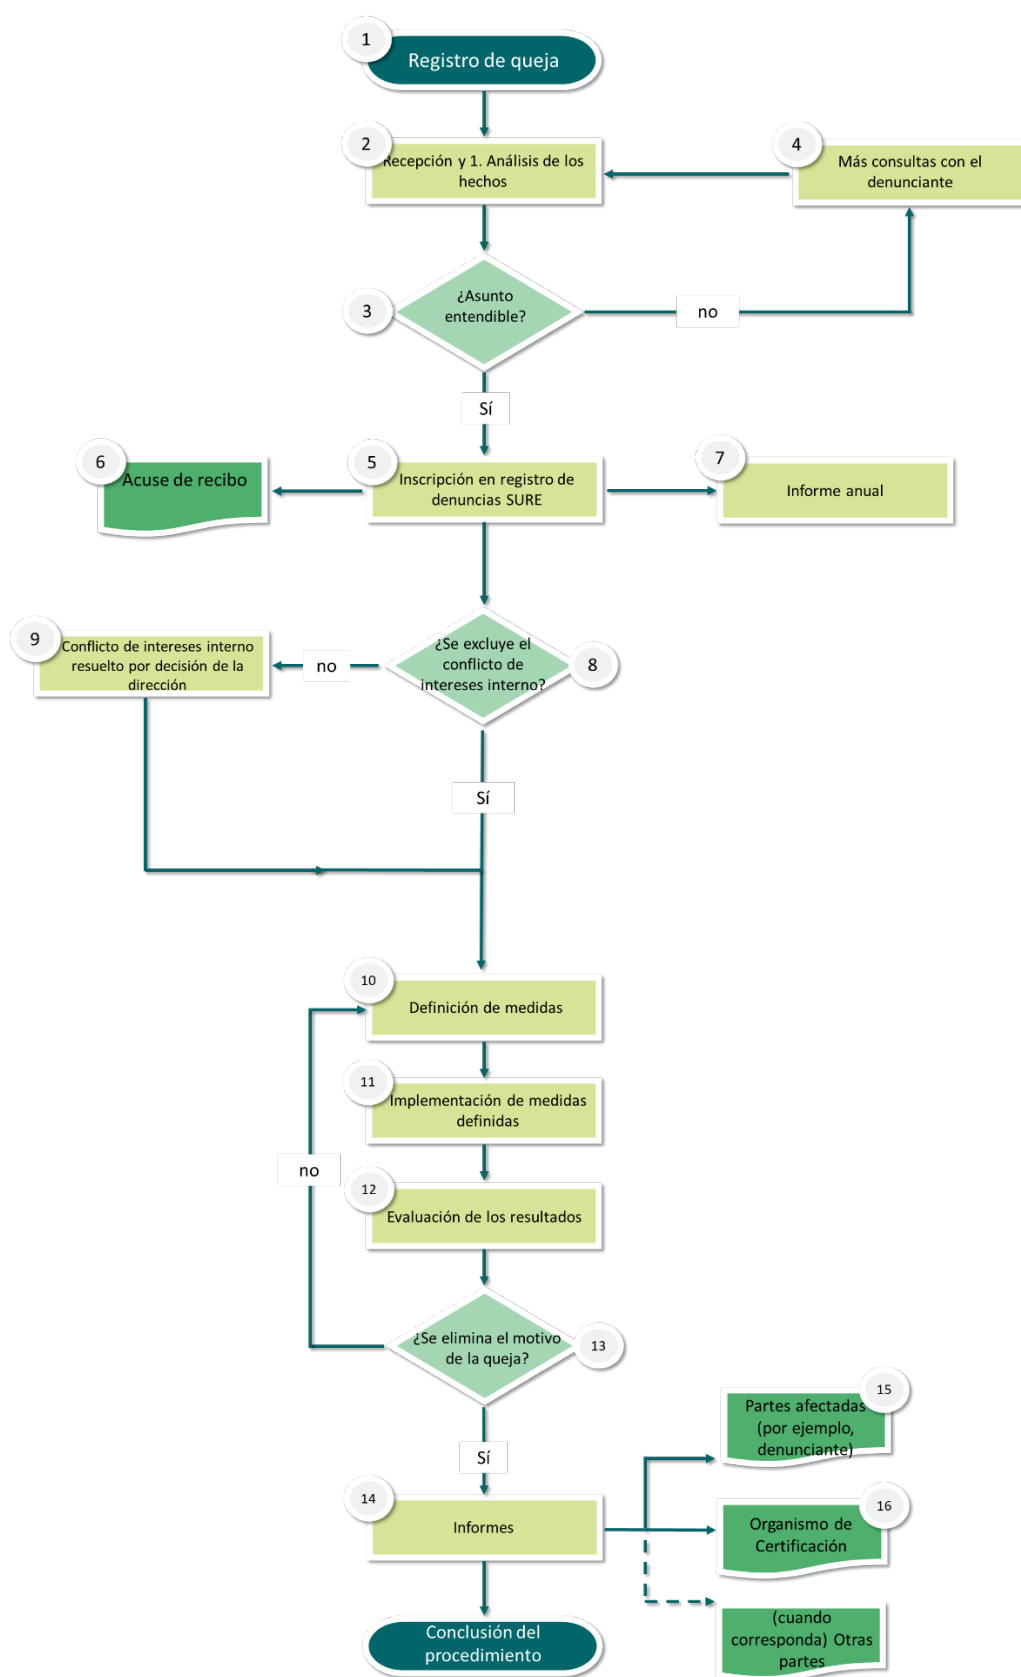 1
Registro de queja
2
Recepción y 1. Análisis de los
hechos
4
Más consultas con el
denunciante
3
¿Asunto
entendible?
no
Sí
6
Acuse de recibo
5
Inscripción en registro de
denuncias SURE
7
Informe anual
9
Conflicto de intereses interno
resuelto por decisión de la
dirección
no
¿Se excluye el
conflicto de
intereses interno?
8
Sí
10
Definición de medidas
11
Implementación de medidas
definidas
no
12
Evaluación de los resultados
¿Se elimina el motivo
de la queja?
13
Sí
15
Partes afectadas
(por ejemplo,
denunciante)
14
Informes
16
Organismo de
Certificación
(cuando
corresponda) Otras
partes
Conclusión del
procedimiento